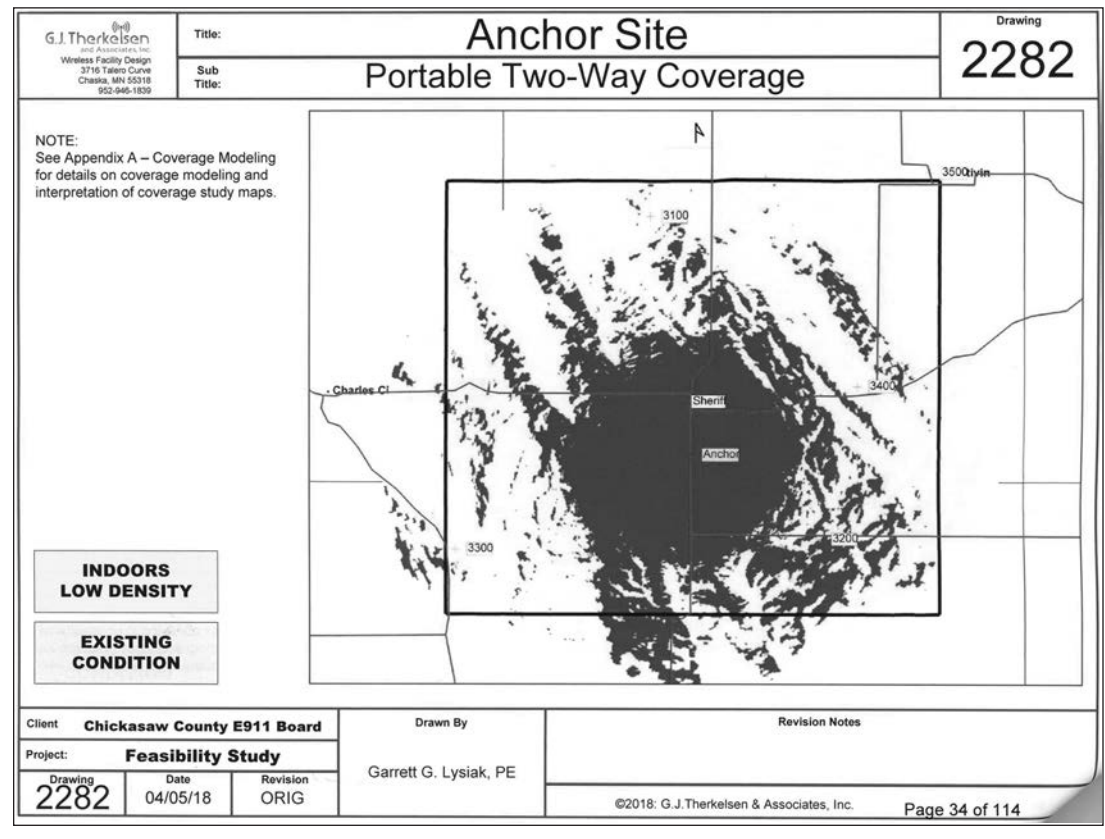 G.J.Therkelsen
and Associates, Inc.
Wireless Facility Design
3716 Talero Curve
Chaska, MN 55318
952-946-1839
Title:
Anchor Site
Sub
Title:
Portable Two-Way Coverage
Drawing
2282
NOTE:
See Appendix A – Coverage Modeling
for details on coverage modeling and
interpretation of coverage study maps.
3500 tivin
3100
Charles Ci
3400
Sheriff
Anchor
3200
3300
INDOORS
LOW DENSITY
EXISTING
CONDITION
Client Chickasaw County E911 Board
Project: Feasibility Study
Drawing
2282
Date
04/05/18
Revision
ORIG
Drawn By
Garrett G. Lysiak, PE
Revision Notes
©2018: G.J.Therkelsen & Associates, Inc.
Page 34 of 114